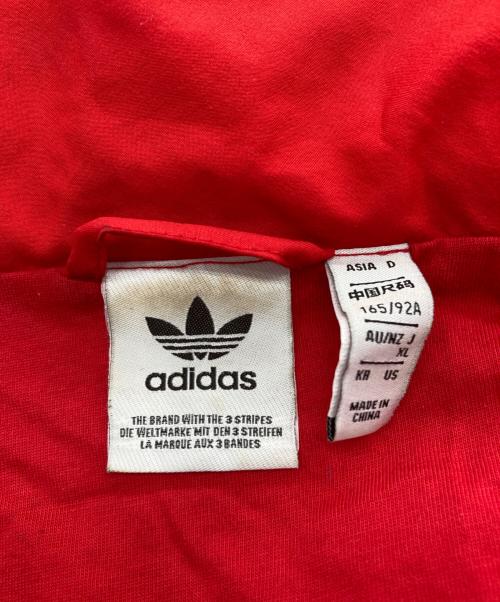 adidas
THE BRAND WITH THE 3 STRIPES
DIE WELTMARKE MIT DEN 3 STREIFEN
LA MARQUE AUX 3 BANDES
ASIA D
中国尺码
165/92A
AU/NZ J
XL
KR US
MADE IN
CHINA